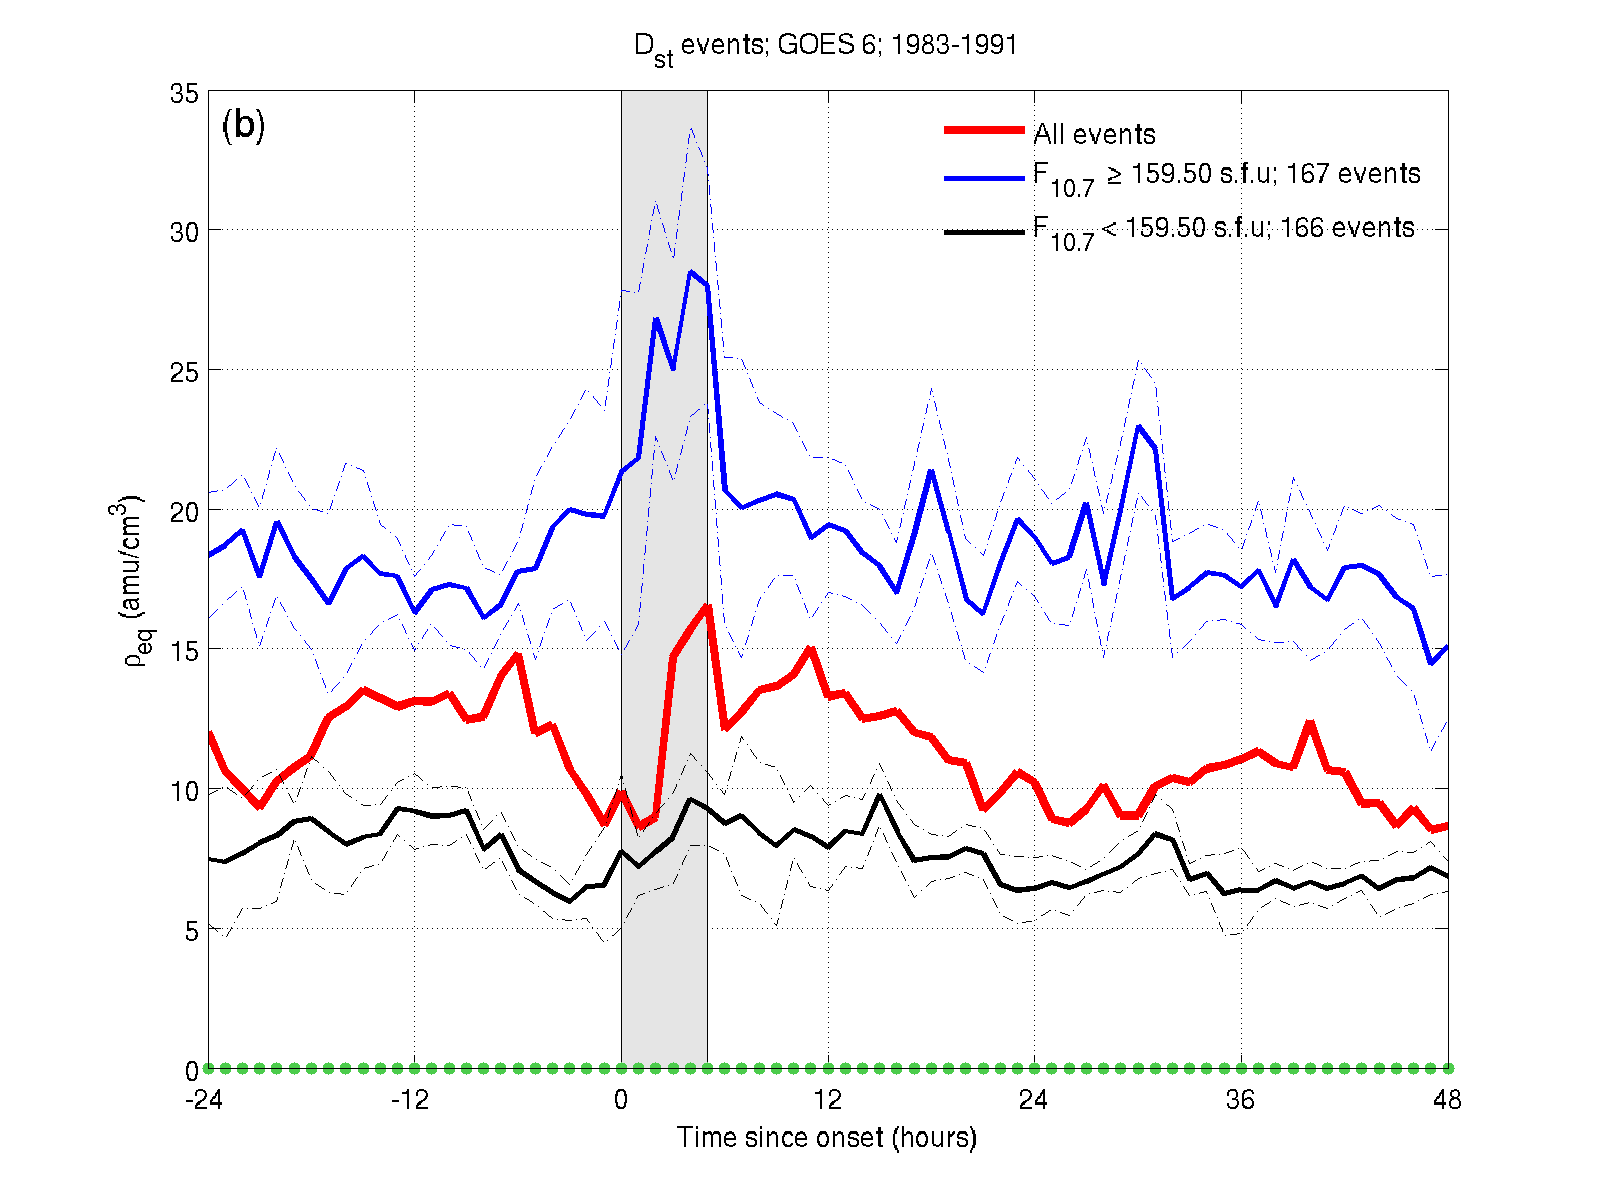 Dst events; GOES 6; 1983-1991
(b)
All events
F10.7 ≥ 159.50 s.f.u; 167 events
F10.7 < 159.50 s.f.u; 166 events
35
30
25
20
15
10
5
0
ρeq (amu/cm3)
-24 -12 0 12 24 36 48
Time since onset (hours)